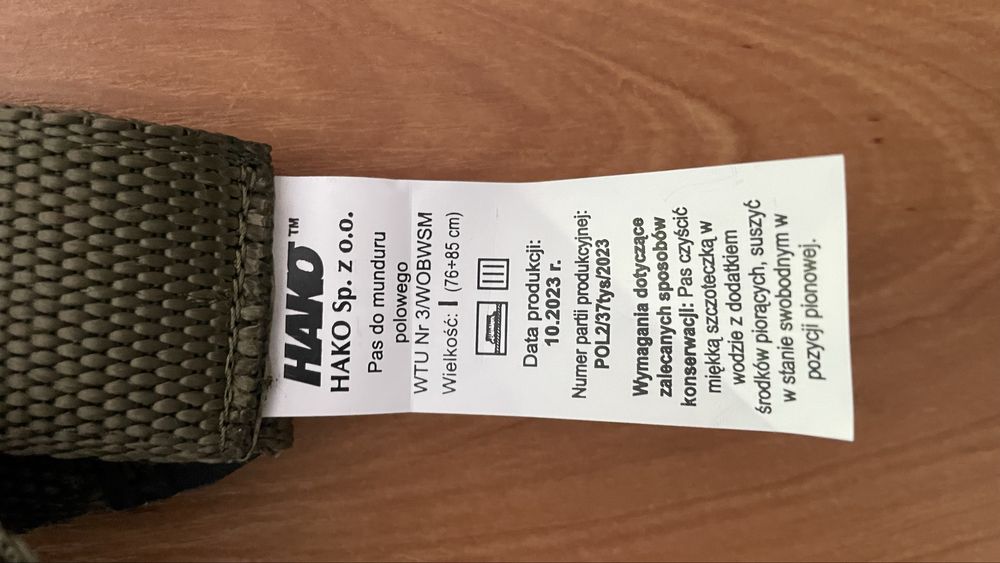 HAKO™
HAKO Sp. z o.o.
Pas do munduru
polowego
WTU Nr 3/WOBWSM
Wielkość: I (76÷85 cm)
Data produkcji:
10.2023 r.
Numer partii produkcyjnej:
POL2/37tys/2023
Wymagania dotyczące
zalecanych sposobów
konserwacji: Pas czyścić
miękką szczoteczką w
wodzie z dodatkiem
środków piorących, suszyć
w stanie swobodnym w
pozycji pionowej.